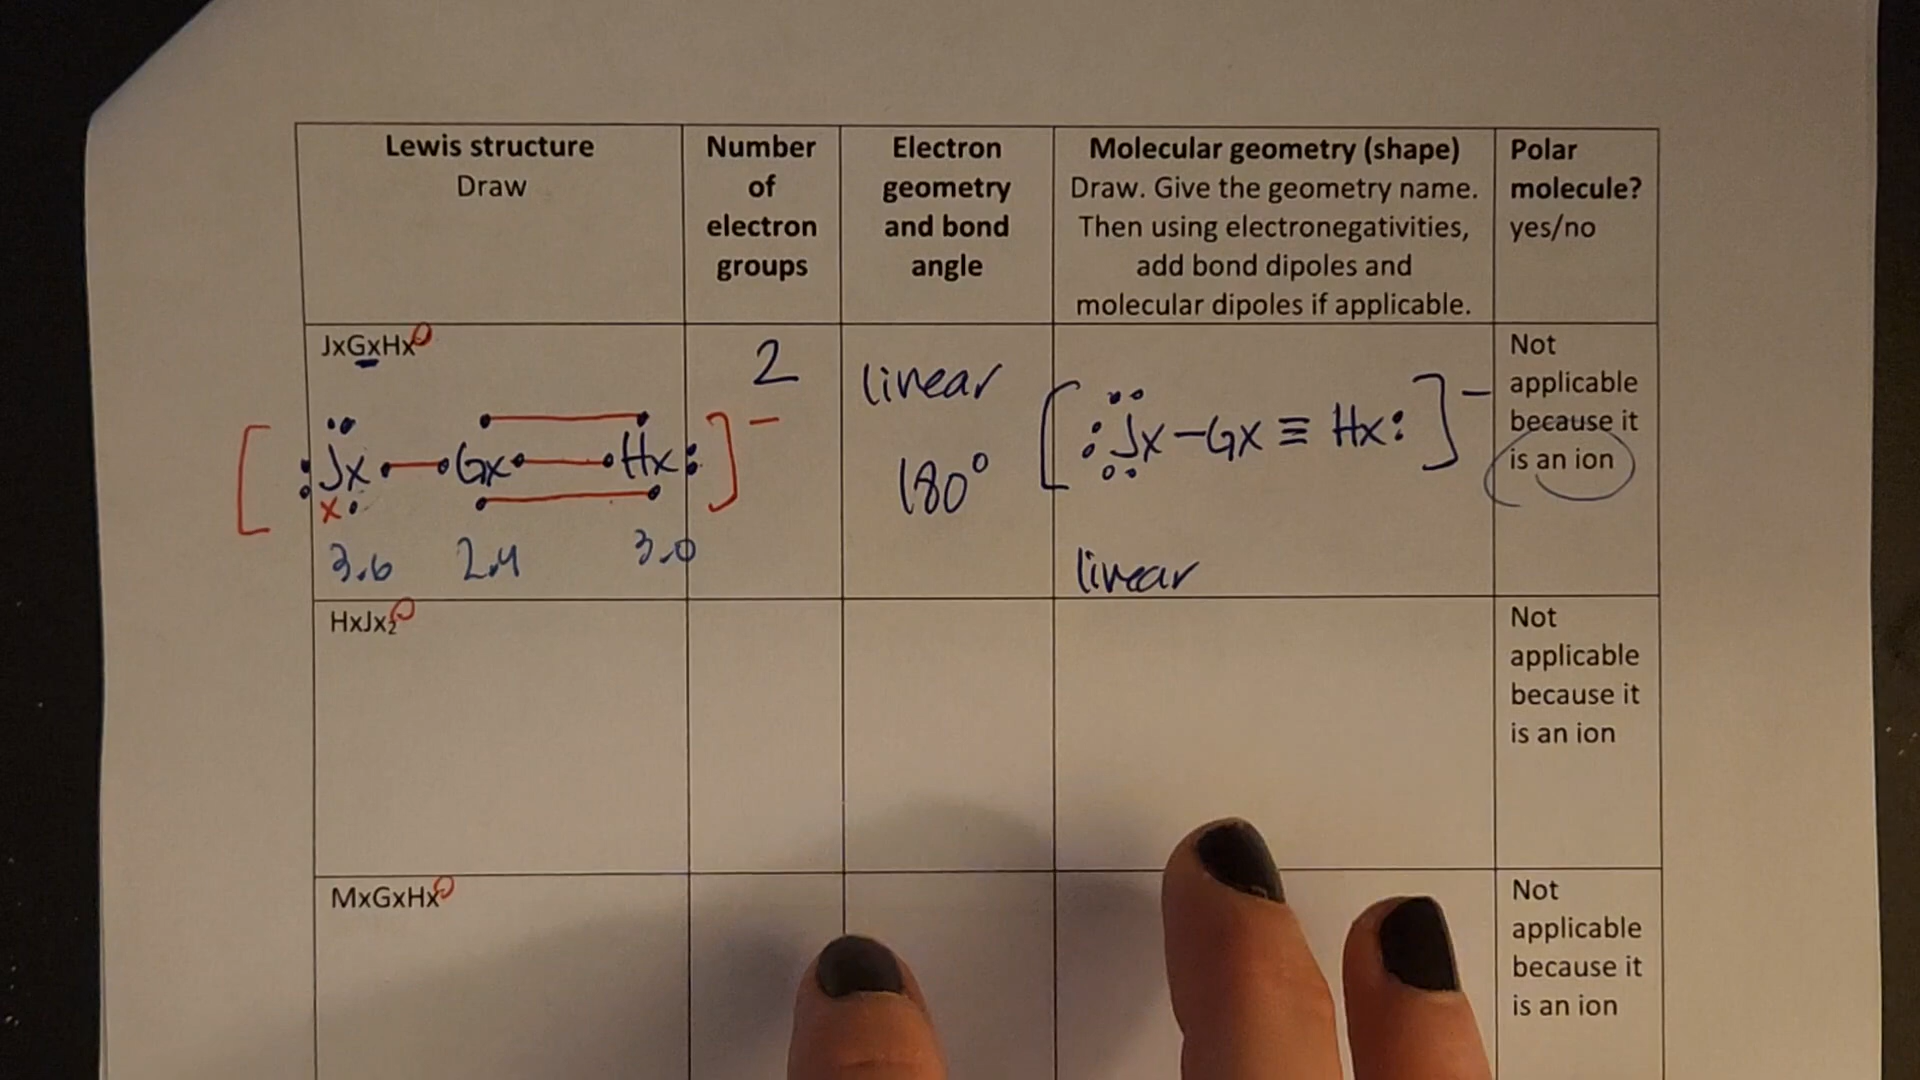 Lewis structure
Draw
Number
of
electron
groups
Electron
geometry
and bond
angle
Molecular geometry (shape)
Draw. Give the geometry name.
Then using electronegativities,
add bond dipoles and
molecular dipoles if applicable.
Polar
molecule?
yes/no
JxGxHx⁻
[Jx—Gx≡Hx:]⁻
3.6 2.4 3.0
2
linear
180°
[:Jx—Gx≡Hx:]⁻
linear
Not
applicable
because it
is an ion
HxJx₂⁻
Not
applicable
because it
is an ion
MxGxHx⁻
Not
applicable
because it
is an ion